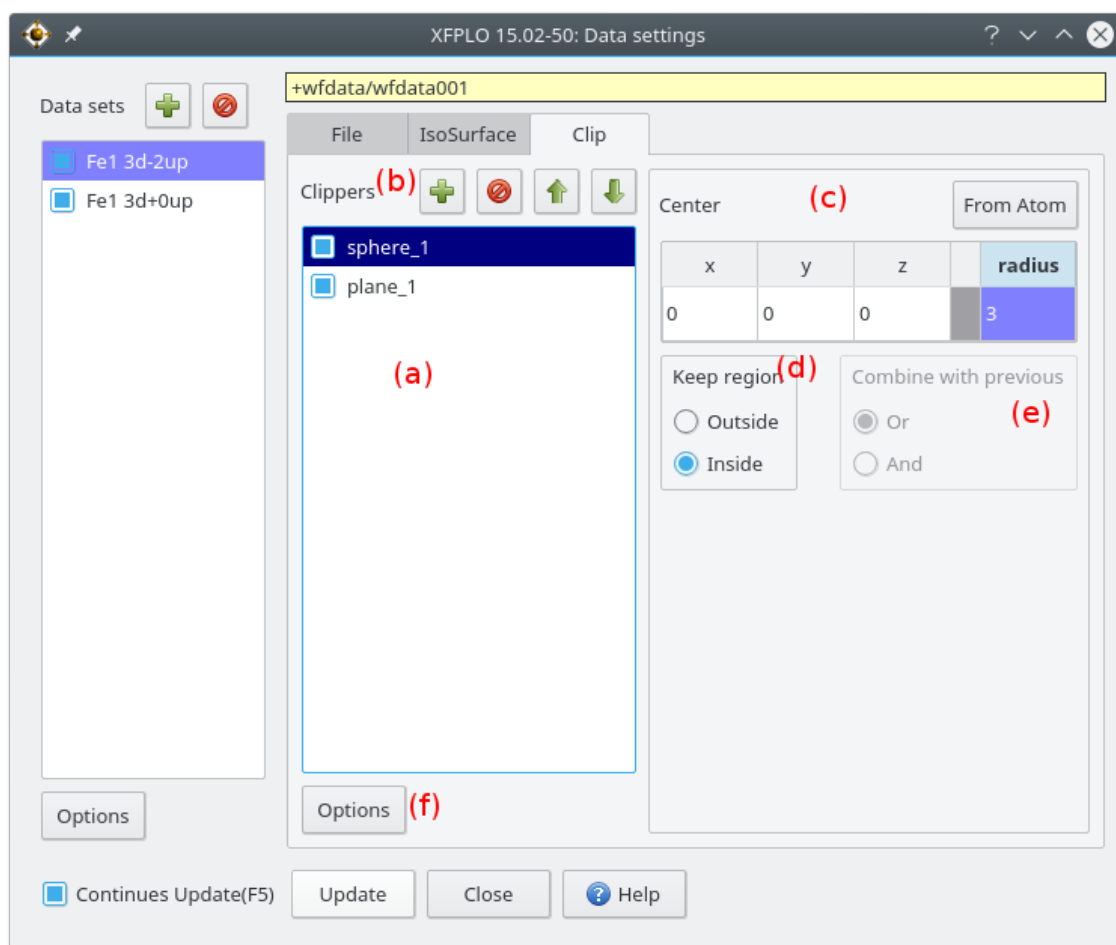 XFPLO 15.02-50: Data settings
Data sets
+wfdata/wfdata001
File IsoSurface Clip
Fe1 3d-2up
Fe1 3d+0up
Clippers (b)
sphere_1
plane_1
(a)
Center (c) From Atom
x y z radius
0 0 0 3
Keep region (d)
Outside
Inside
Combine with previous
(e)
Or
And
Options
Options (f)
Continues Update(F5) Update Close Help